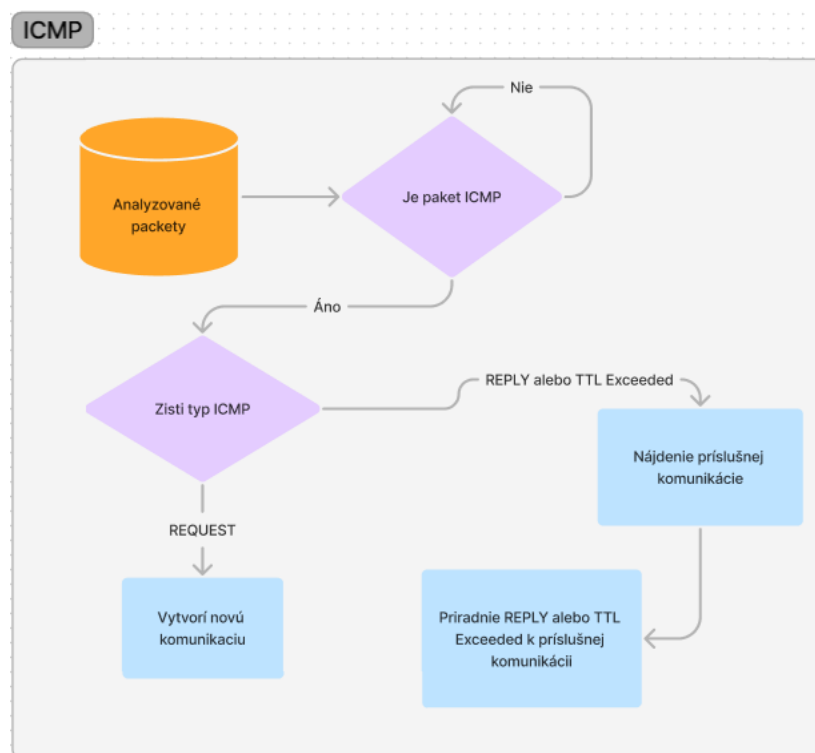 ICMP
Nie
Analyzované
packety
Je paket ICMP
Áno
Zisti typ ICMP
REPLY alebo TTL Exceeded
Nájdenie príslušnej
komunikácie
REQUEST
Vytvorí novú
komunikaciu
Priradnie REPLY alebo TTL
Exceeded k príslušnej
komunikácii